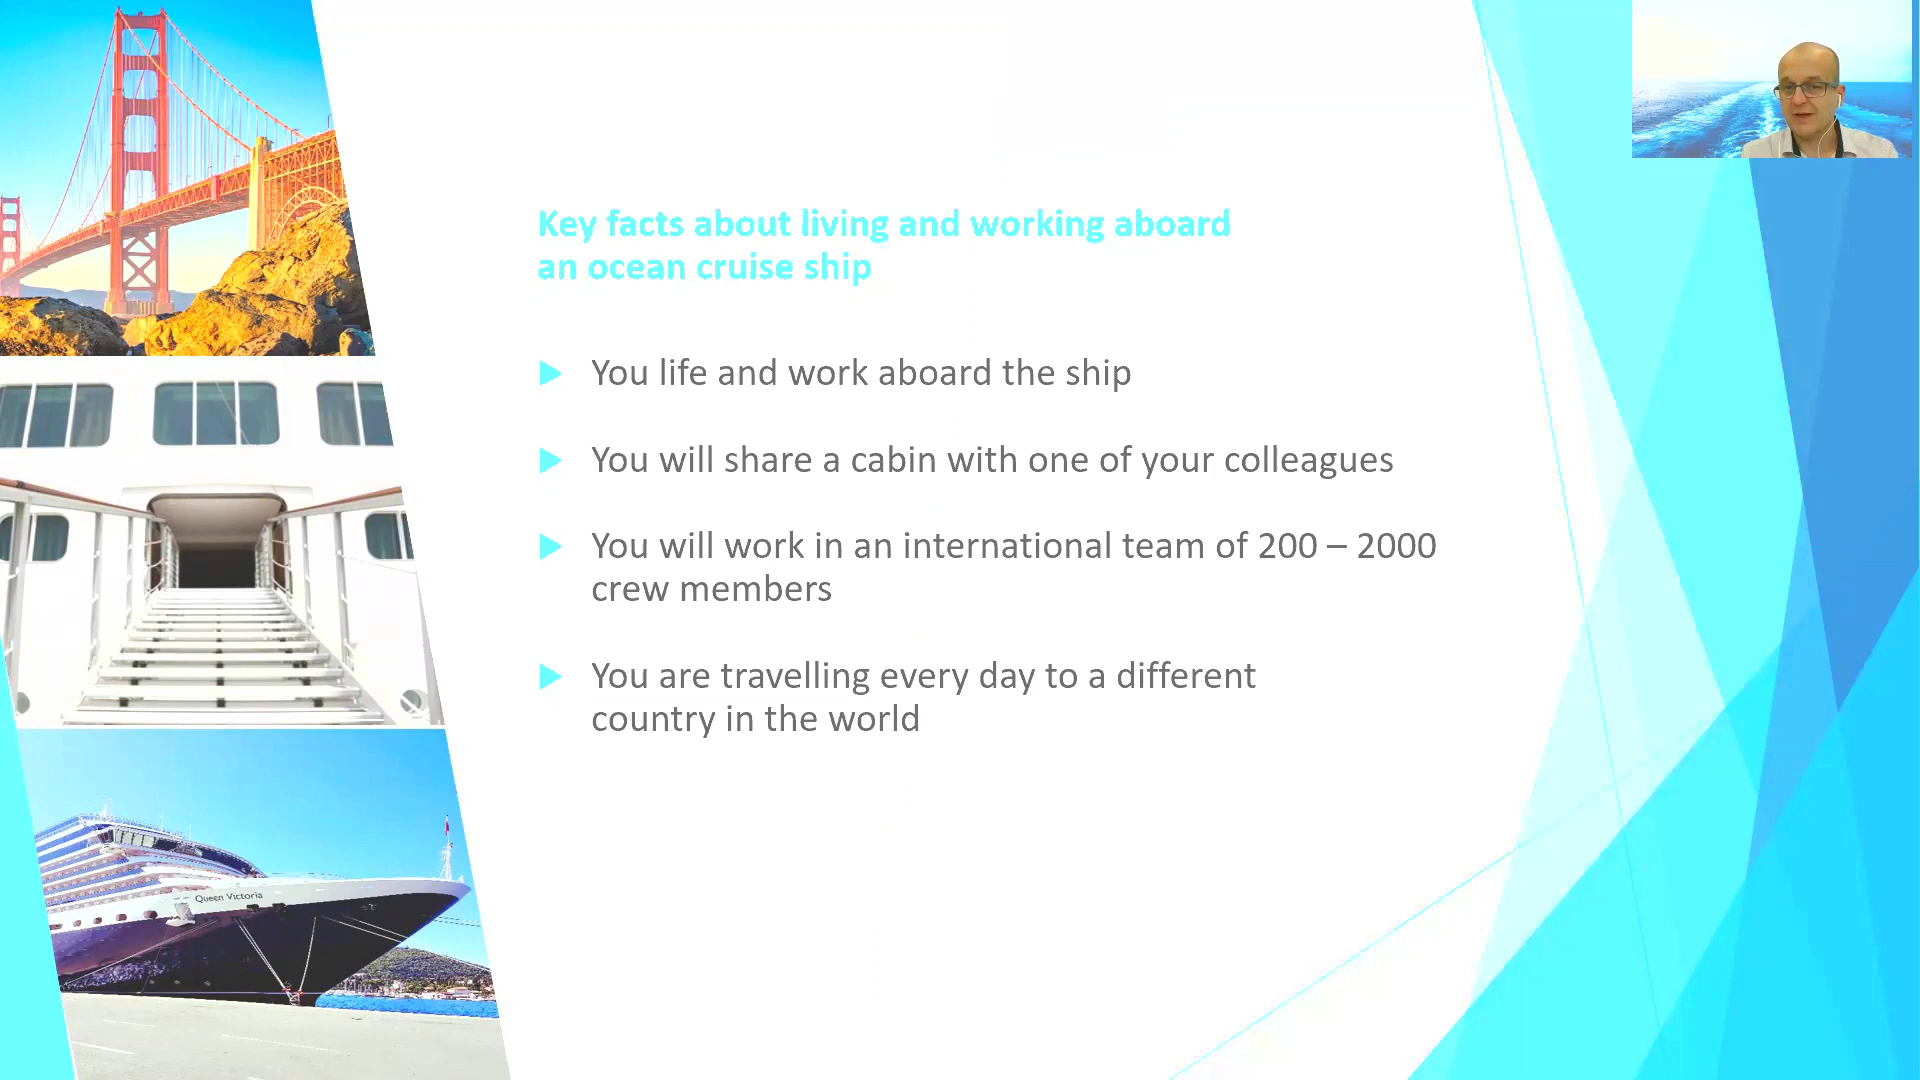 Key facts about living and working aboard
an ocean cruise ship
You life and work aboard the ship
You will share a cabin with one of your colleagues
You will work in an international team of 200 – 2000
crew members
You are travelling every day to a different
country in the world
Queen Victoria